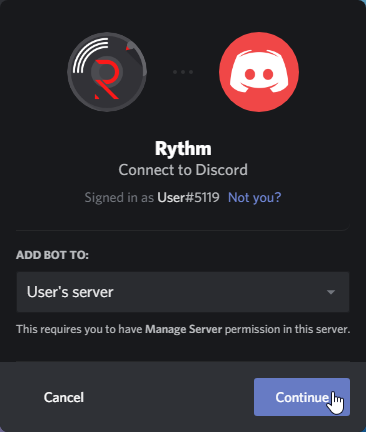 Rythm
Connect to Discord
Signed in as User#5119 Not you?
ADD BOT TO:
User's server
This requires you to have Manage Server permission in this server.
Cancel
Continue